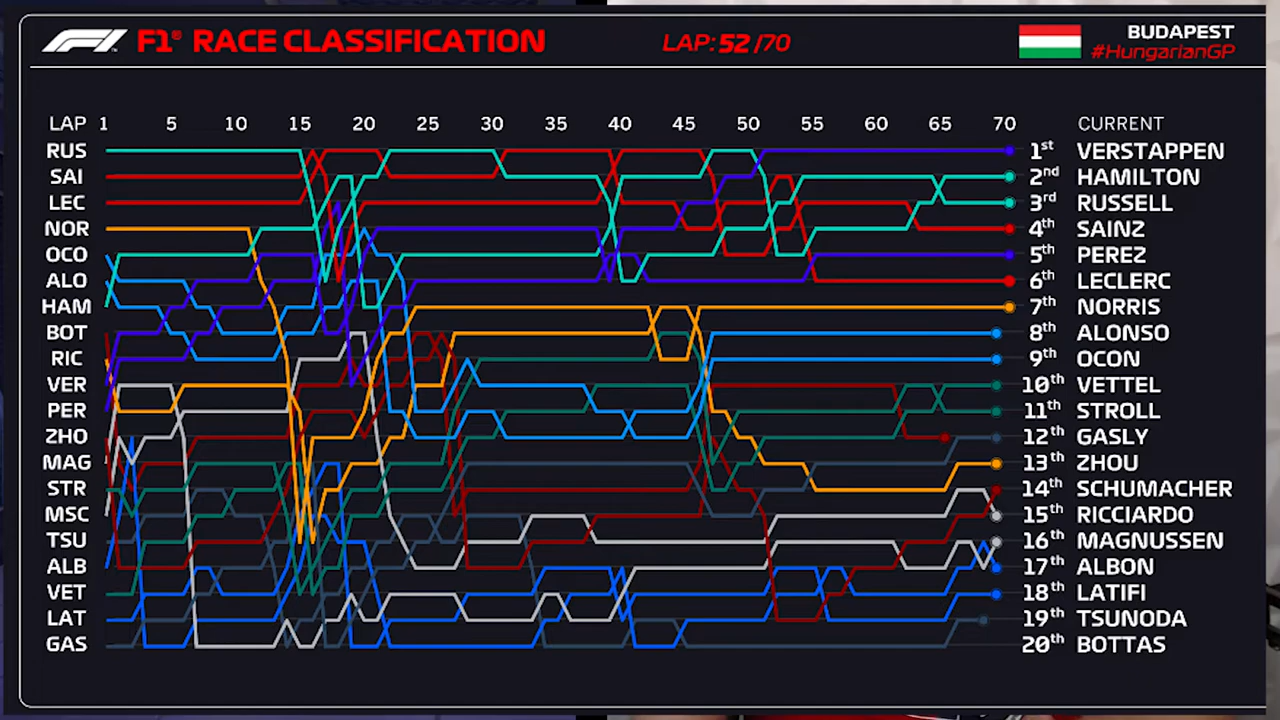 F1® RACE CLASSIFICATION
LAP: 52 /70
BUDAPEST
#HungarianGP
LAP 1 5 10 15 20 25 30 35 40 45 50 55 60 65 70 CURRENT
RUS 1st VERSTAPPEN
SAI 2nd HAMILTON
LEC 3rd RUSSELL
NOR 4th SAINZ
OCO 5th PEREZ
ALO 6th LECLERC
HAM 7th NORRIS
BOT 8th ALONSO
RIC 9th OCON
VER 10th VETTEL
PER 11th STROLL
ZHO 12th GASLY
MAG 13th ZHOU
STR 14th SCHUMACHER
MSC 15th RICCIARDO
TSU 16th MAGNUSSEN
ALB 17th ALBON
VET 18th LATIFI
LAT 19th TSUNODA
GAS 20th BOTTAS